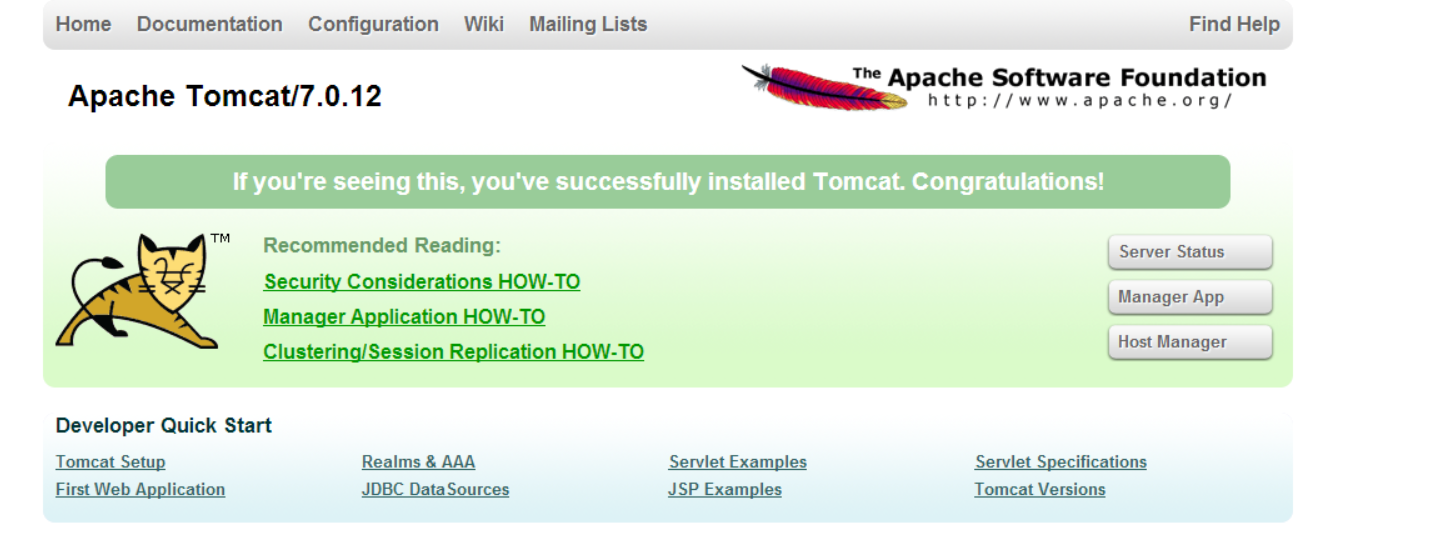 Home Documentation Configuration Wiki Mailing Lists Find Help
Apache Tomcat/7.0.12
The Apache Software Foundation
http://www.apache.org/
If you're seeing this, you've successfully installed Tomcat. Congratulations!
TM
Recommended Reading:
Security Considerations HOW-TO
Manager Application HOW-TO
Clustering/Session Replication HOW-TO
Server Status
Manager App
Host Manager
Developer Quick Start
Tomcat Setup Realms & AAA Servlet Examples Servlet Specifications
First Web Application JDBC DataSources JSP Examples Tomcat Versions